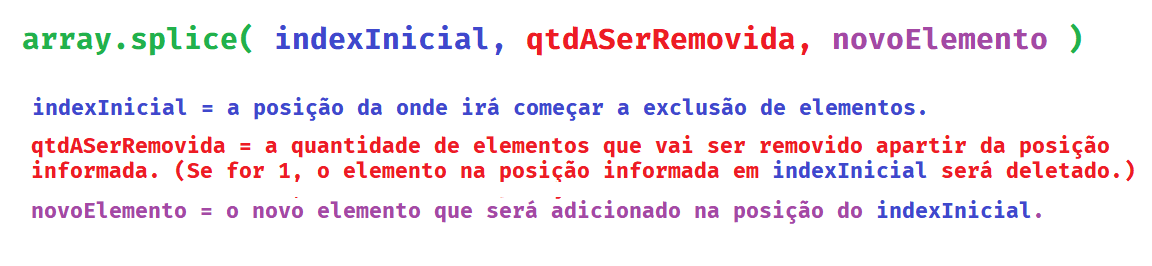 array.splice( indexInicial, qtdASerRemovida, novoElemento )
indexInicial = a posição da onde irá começar a exclusão de elementos.
qtdASerRemovida = a quantidade de elementos que vai ser removido apartir da posição
informada. (Se for 1, o elemento na posição informada em indexInicial será deletado.)
novoElemento = o novo elemento que será adicionado na posição do indexInicial.